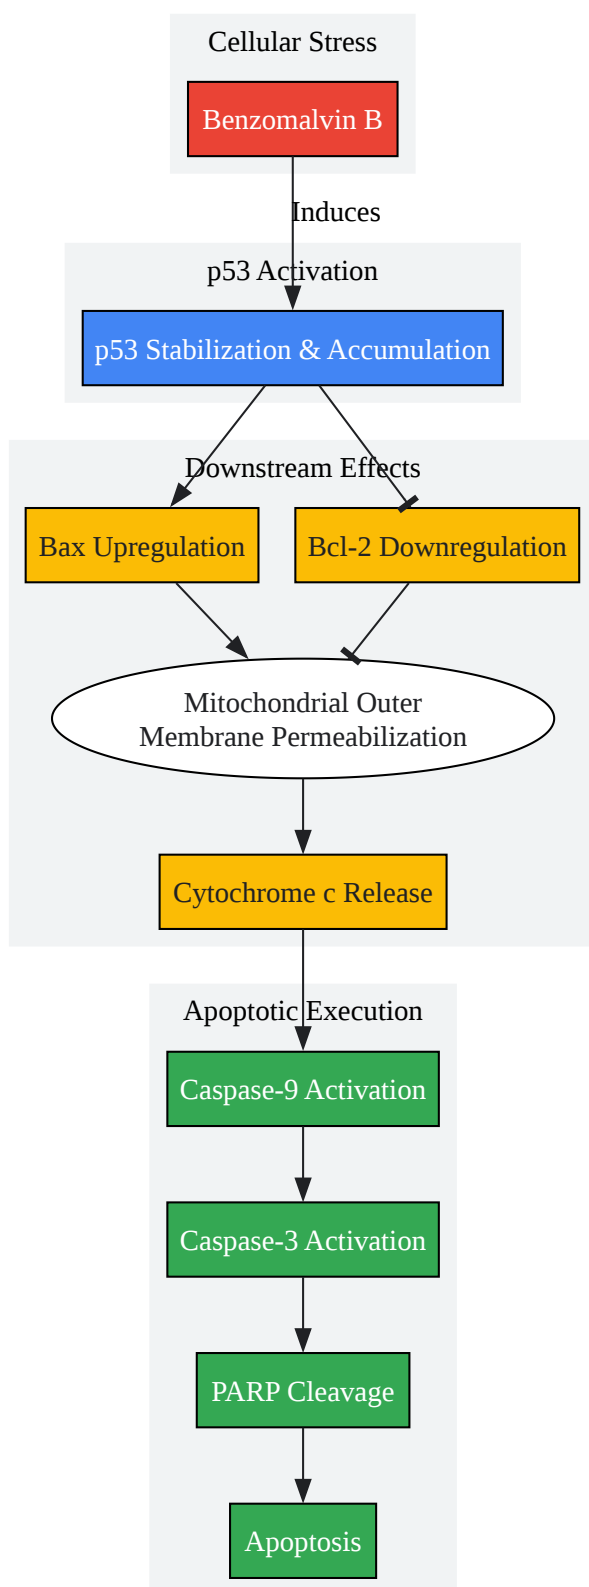 Cellular Stress
Benzomalvin B
Induces
p53 Activation
p53 Stabilization & Accumulation
Downstream Effects
Bax Upregulation
Bcl-2 Downregulation
Mitochondrial Outer
Membrane Permeabilization
Cytochrome c Release
Apoptotic Execution
Caspase-9 Activation
Caspase-3 Activation
PARP Cleavage
Apoptosis